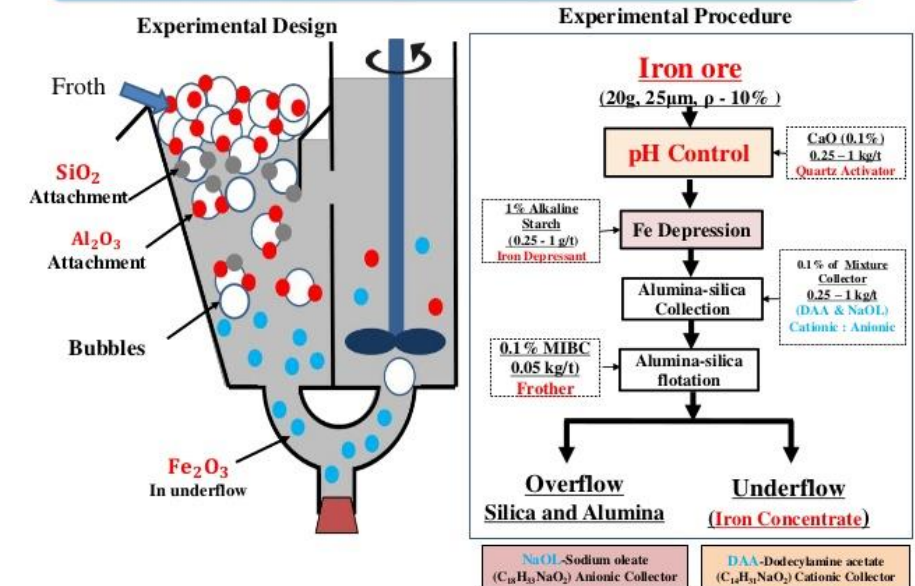 Experimental Design
Froth
SiO₂
Attachment
Al₂O₃
Attachment
Bubbles
Fe₂O₃
In underflow
Experimental Procedure
Iron ore
(20g, 25µm, ρ - 10% )
pH Control
CaO (0.1%)
0.25 – 1 kg/t
Quartz Activator
1% Alkaline
Starch
(0.25 - 1 g/t)
Iron Depressant
Fe Depression
Alumina-silica
Collection
0.1% of Mixture
Collector
0.25 – 1 kg/t
(DAA & NaOL)
Cationic : Anionic
0.1% MIBC
0.05 kg/t)
Frother
Alumina-silica
flotation
Overflow
Silica and Alumina
Underflow
(Iron Concentrate)
NaOL-Sodium oleate
(C₁₈H₃₃NaO₂) Anionic Collector
DAA-Dodecylamine acetate
(C₁₄H₃₁NaO₂) Cationic Collector